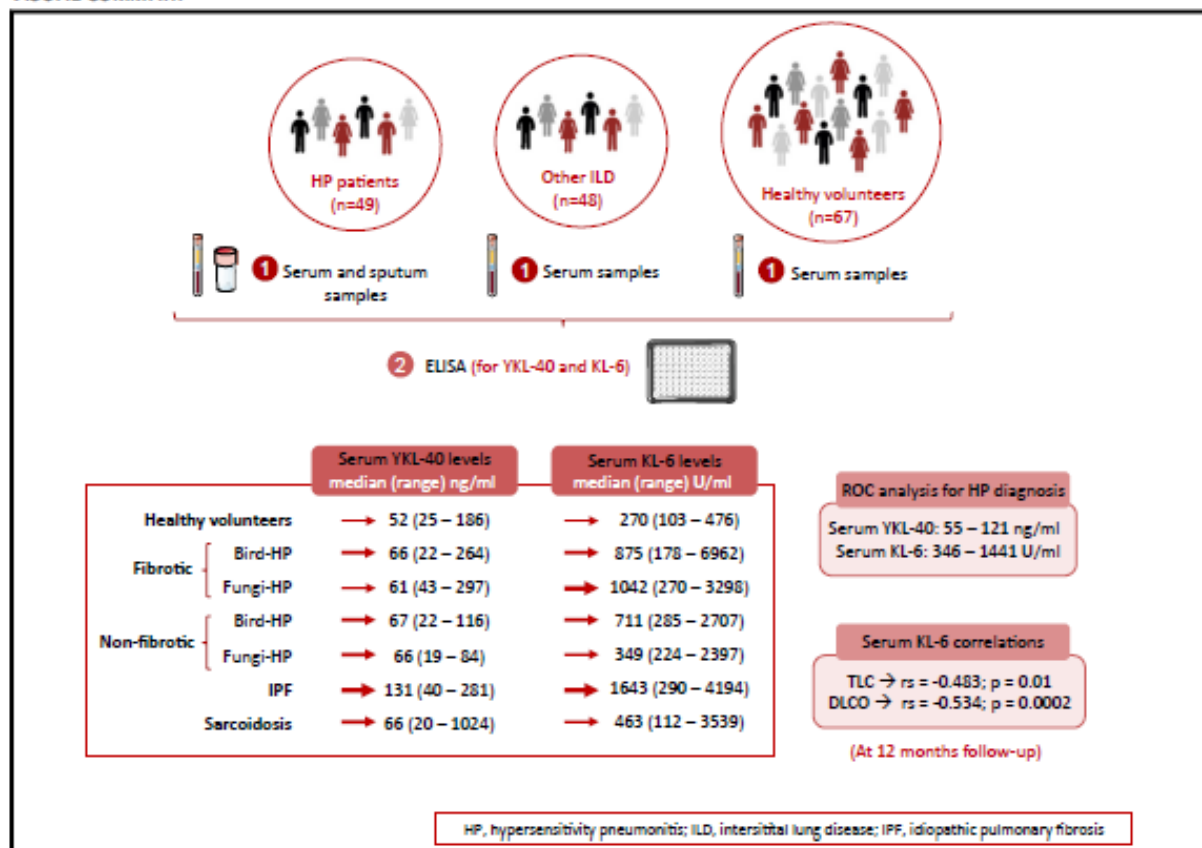 HP patients
(n=49)
Other ILD
(n=48)
Healthy volunteers
(n=67)
1 Serum and sputum
samples
1 Serum samples
1 Serum samples
2 ELISA (for YKL-40 and KL-6)
Serum YKL-40 levels
median (range) ng/ml
Serum KL-6 levels
median (range) U/ml
Healthy volunteers → 52 (25 – 186) → 270 (103 – 476)
Fibrotic
Bird-HP → 66 (22 – 264) → 875 (178 – 6962)
Fungi-HP → 61 (43 – 297) → 1042 (270 – 3298)
Non-fibrotic
Bird-HP → 67 (22 – 116) → 711 (285 – 2707)
Fungi-HP → 66 (19 – 84) → 349 (224 – 2397)
IPF → 131 (40 – 281) → 1643 (290 – 4194)
Sarcoidosis → 66 (20 – 1024) → 463 (112 – 3539)
ROC analysis for HP diagnosis
Serum YKL-40: 55 – 121 ng/ml
Serum KL-6: 346 – 1441 U/ml
Serum KL-6 correlations
TLC → rs = -0.483; p = 0.01
DLCO → rs = -0.534; p = 0.0002
(At 12 months follow-up)
HP, hypersensitivity pneumonitis; ILD, intersitital lung disease; IPF, idiopathic pulmonary fibrosis